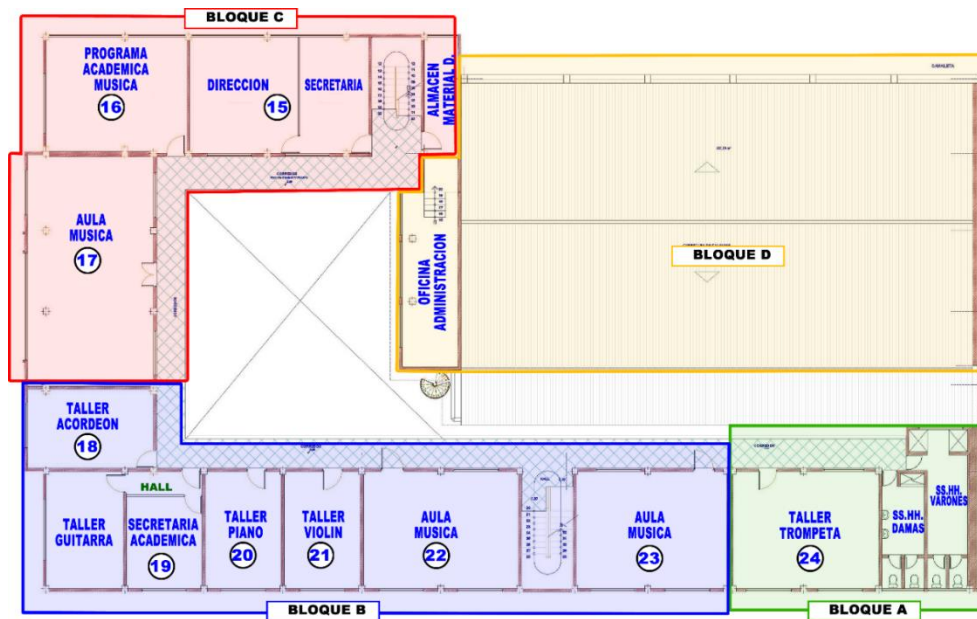 BLOQUE C
PROGRAMA
ACADEMICA
MUSICA
16
DIRECCION
15
SECRETARIA
ALMACEN
MATERIAL D.
CANALETA
AULA
MUSICA
17
OFICINA
ADMINISTRACION
BLOQUE D
TALLER
ACORDEON
18
HALL
TALLER
GUITARRA
SECRETARIA
ACADEMICA
19
TALLER
PIANO
20
TALLER
VIOLIN
21
AULA
MUSICA
22
AULA
MUSICA
23
TALLER
TROMPETA
24
SS.HH.
DAMAS
SS.HH.
VARONES
BLOQUE B
BLOQUE A